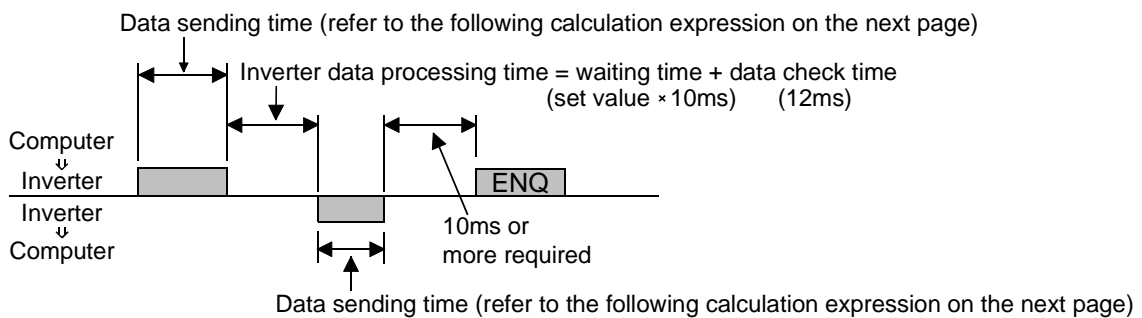 Data sending time (refer to the following calculation expression on the next page)
Inverter data processing time = waiting time + data check time
(set value × 10ms) (12ms)
Computer
⇓
Inverter
ENQ
Inverter
⇓
Computer
10ms or
more required
Data sending time (refer to the following calculation expression on the next page)